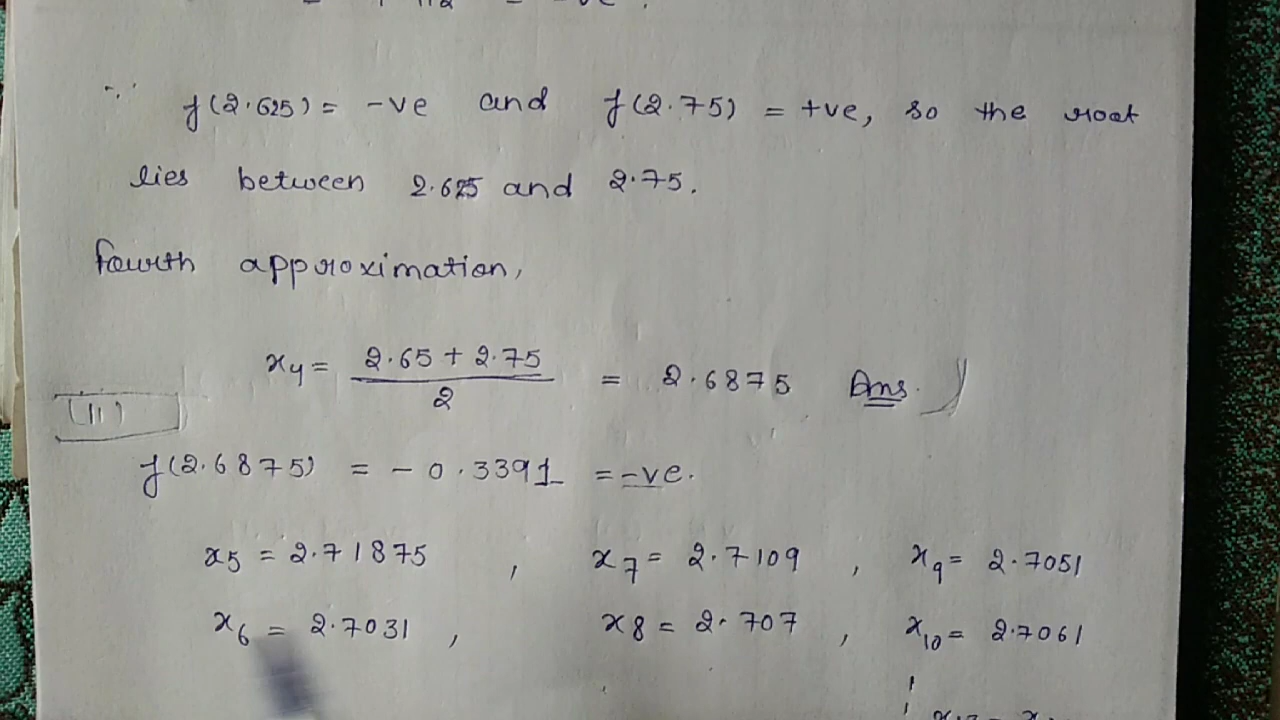 ∵ f(2.625) = -ve and f(2.75) = +ve, so the root
lies between 2.625 and 2.75.
fourth approximation,
x4 = (2.65 + 2.75)/2 = 2.6875 Ans.
(11)
f(2.6875) = - 0.3391 = -ve.
x5 = 2.71875 , x7 = 2.7109 , x9 = 2.7051
x6 = 2.7031 , x8 = 2.707 , x10 = 2.7061